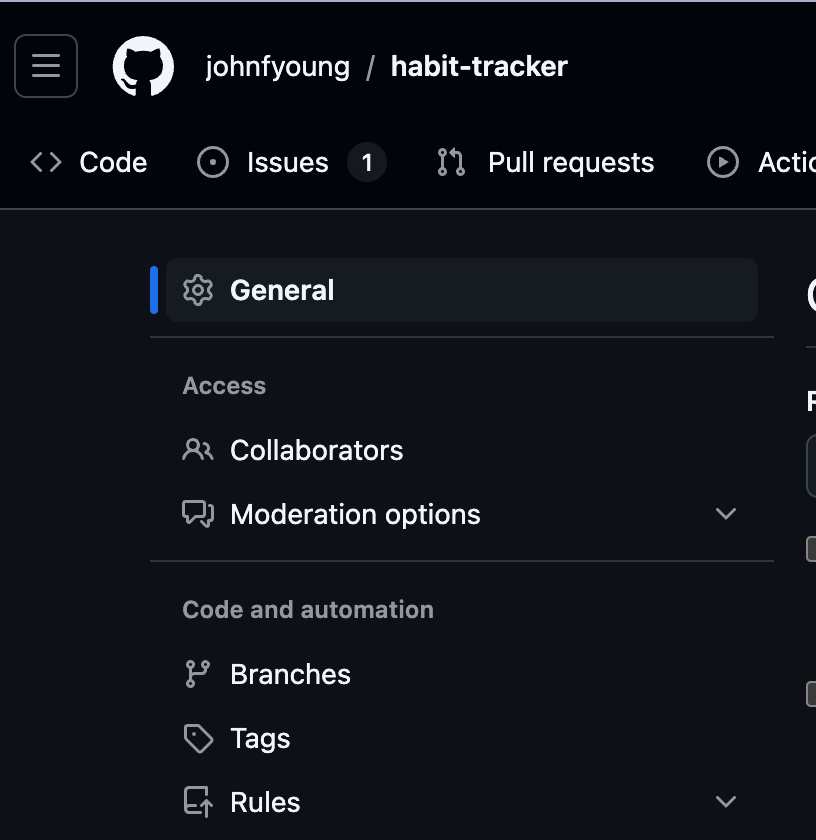 johnfyoung / habit-tracker
Code Issues 1 Pull requests
General
Access
Collaborators
Moderation options
Code and automation
Branches
Tags
Rules